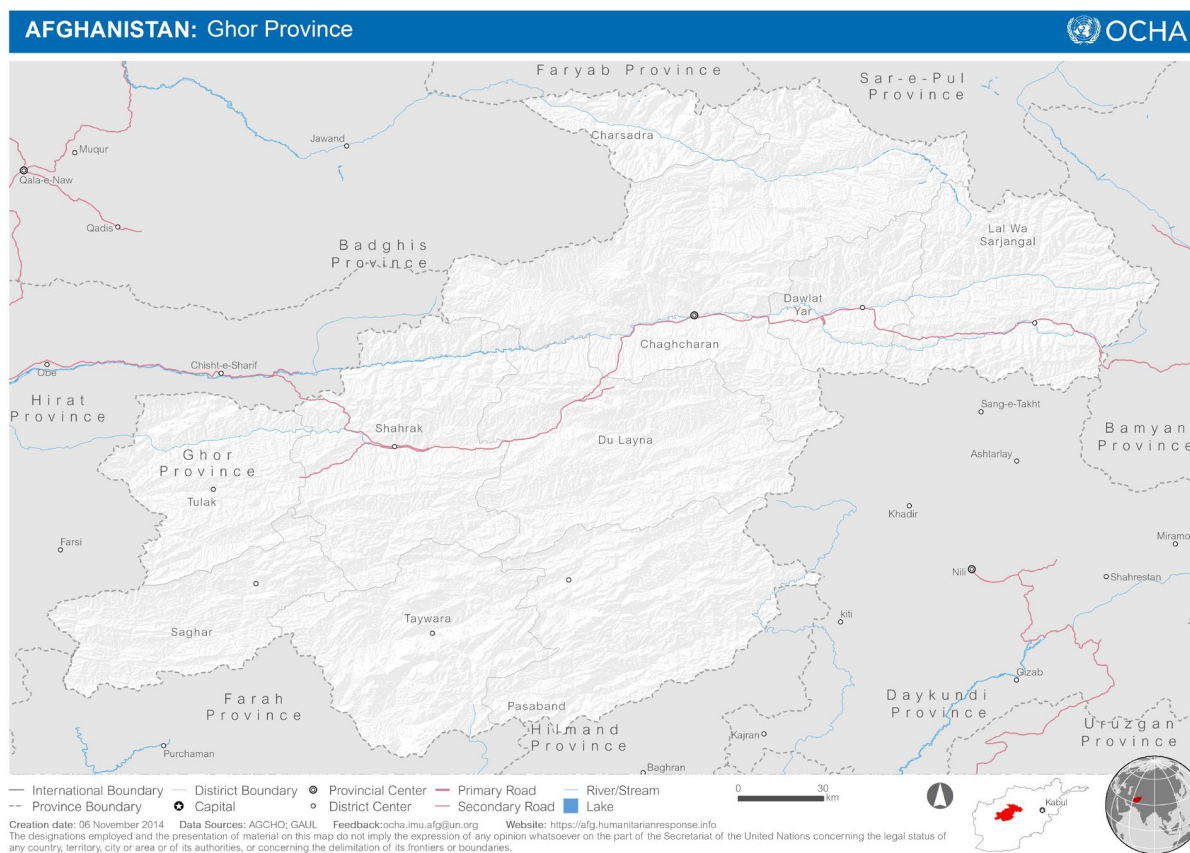 AFGHANISTAN: Ghor Province
OCHA
Faryab Province
Sar-e-Pul
Province
Charsadra
Jawand
Muqur
Qala-e-Naw
Qadis
Lal Wa
Sarjangal
Badghis
Province
Dawlat
Yar
Chaghcharan
Obe
Chisht-e-Sharif
Hirat
Province
Sang-e-Takht
Shahrak
Du Layna
Bamyan
Province
Ghor
Province
Ashtarlay
Tulak
Khadir
Farsi
Miramo
Nili
Shahrestan
Taywara
kiti
Saghar
Gizab
Farah
Province
Daykundi
Province
Pasaband
Hilmand
Province
Uruzgan
Province
Kajran
Purchaman
Baghran
International Boundary
District Boundary
Provincial Center
Primary Road
River/Stream
0 30
km
Province Boundary
Capital
District Center
Secondary Road
Lake
Kabul
Creation date: 06 November 2014 Data Sources: AGCHO; GAUL Feedback:ocha.imu.afg@un.org Website: https://afg.humanitarianresponse.info
The designations employed and the presentation of material on this map do not imply the expression of any opinion whatsoever on the part of the Secretariat of the United Nations concerning the legal status of
any country, territory, city or area or of its authorities, or concerning the delimitation of its frontiers or boundaries.